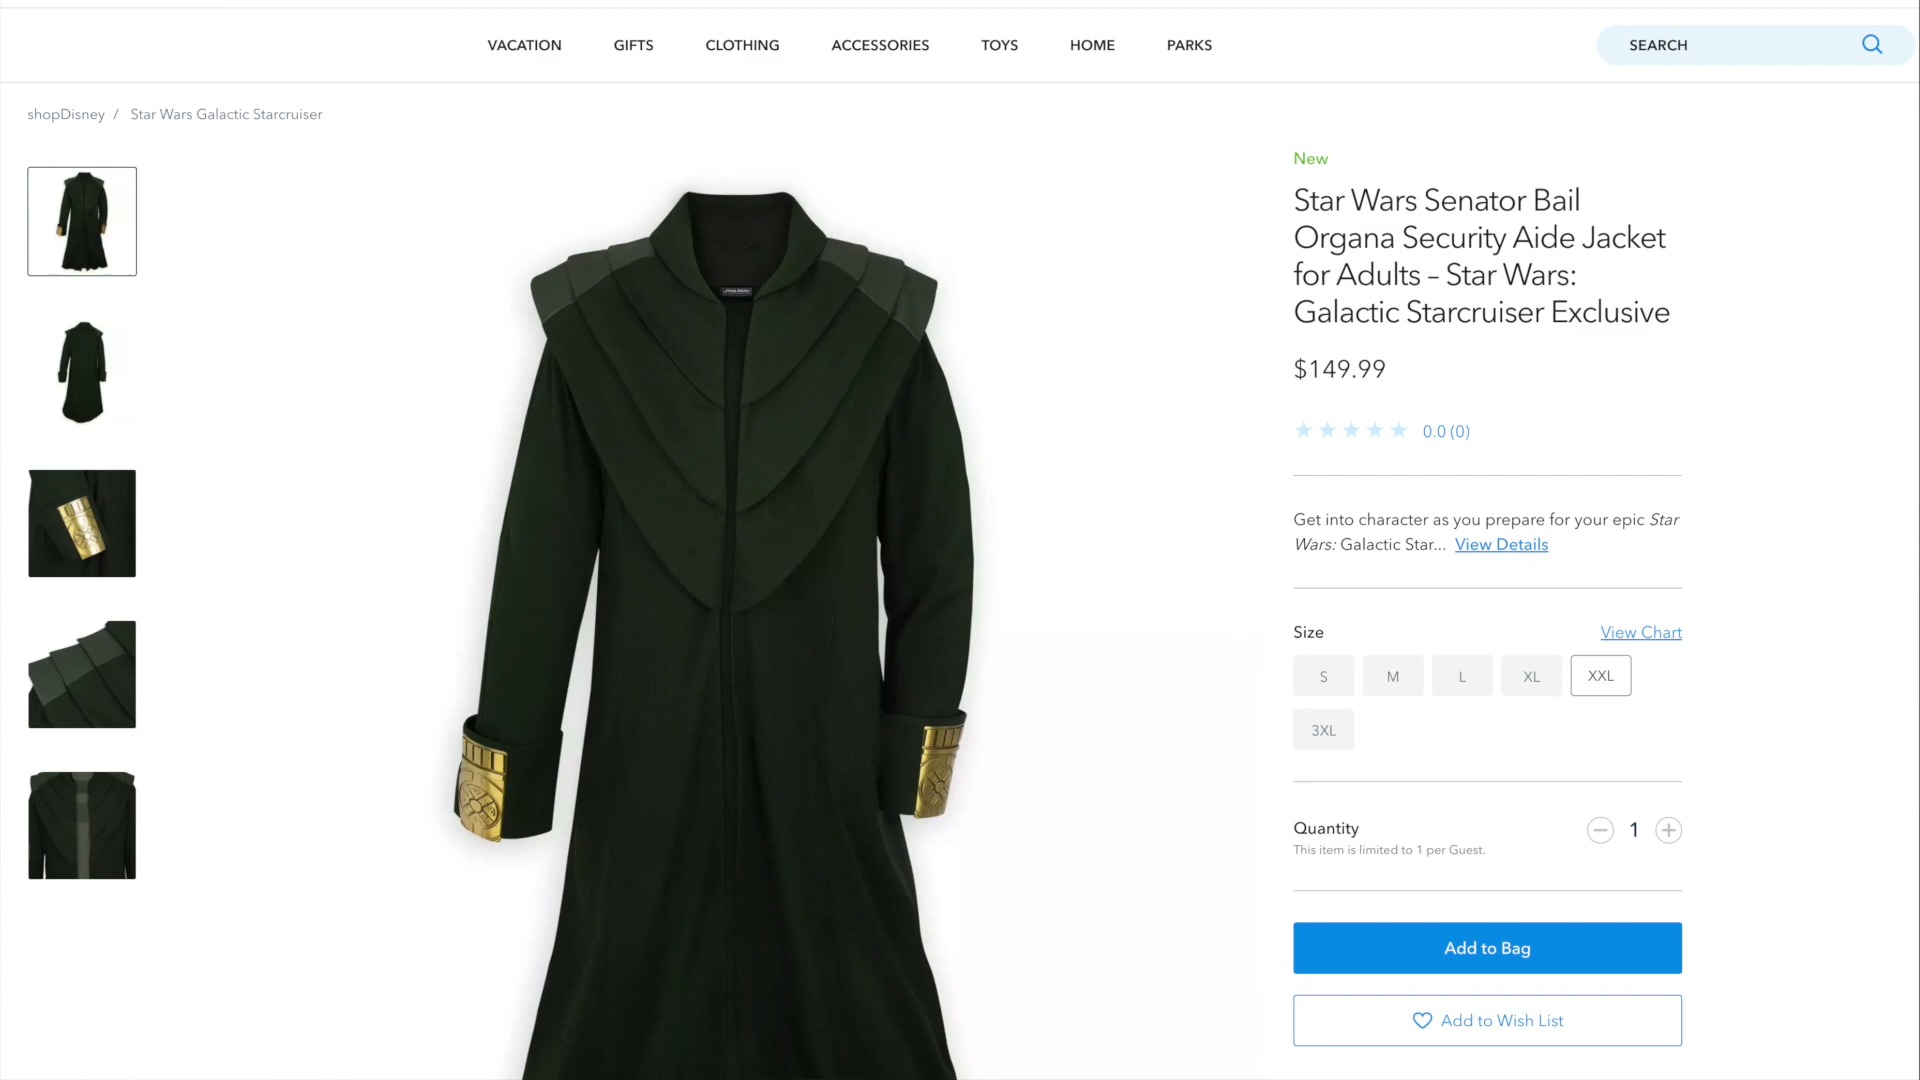 VACATION GIFTS CLOTHING ACCESSORIES TOYS HOME PARKS SEARCH
shopDisney / Star Wars Galactic Starcruiser
New
Star Wars Senator Bail
Organa Security Aide Jacket
for Adults – Star Wars:
Galactic Starcruiser Exclusive
$149.99
0.0 (0)
Get into character as you prepare for your epic Star
Wars: Galactic Star... View Details
Size View Chart
S M L XL XXL
3XL
Quantity 1
This item is limited to 1 per Guest.
Add to Bag
Add to Wish List